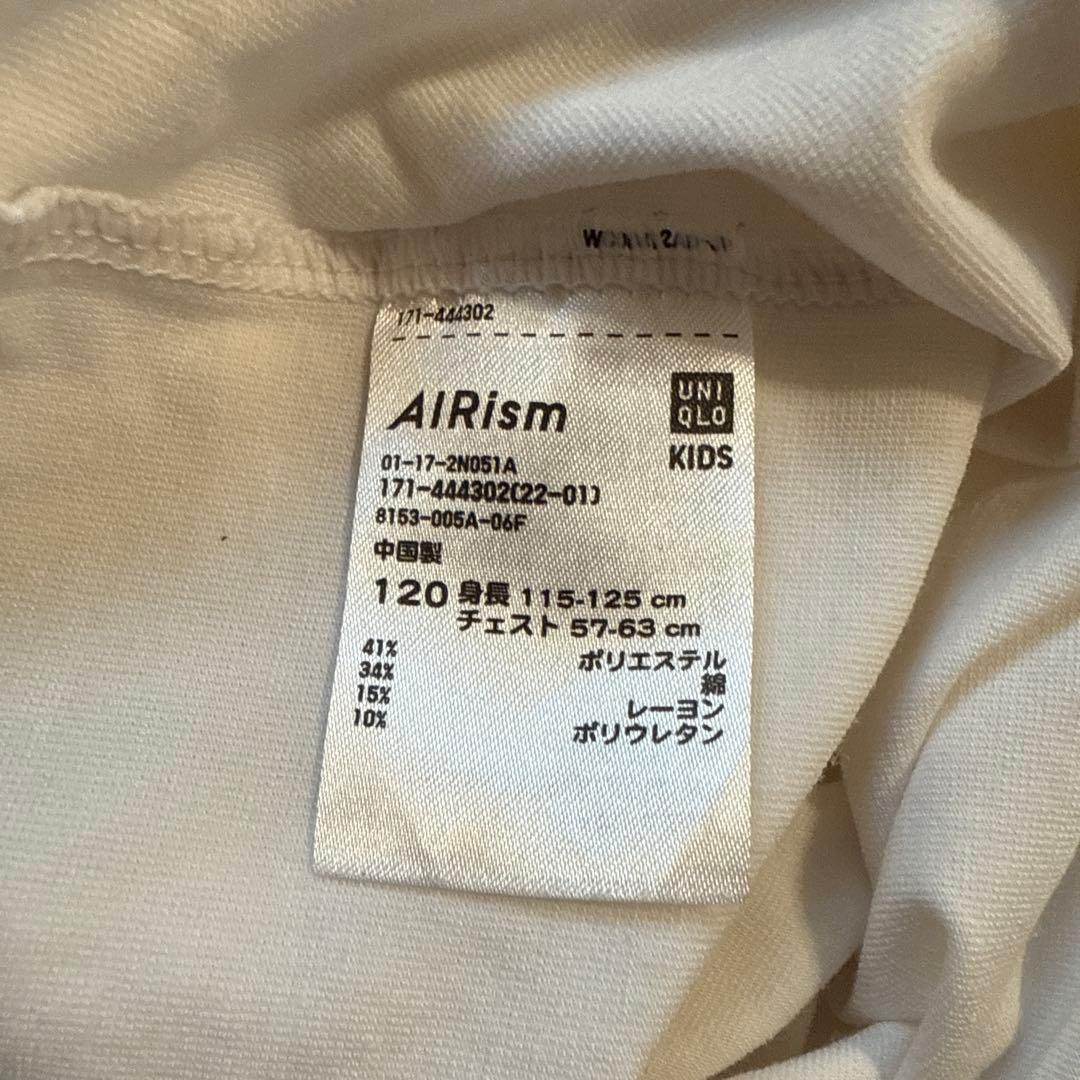 171-444302
AIRism
UNI
QLO
KIDS
01-17-2N051A
171-444302(22-01)
8153-005A-06F
中国製
120 身長 115-125 cm
チェスト 57-63 cm
41% ポリエステル
34% 綿
15% レーヨン
10% ポリウレタン